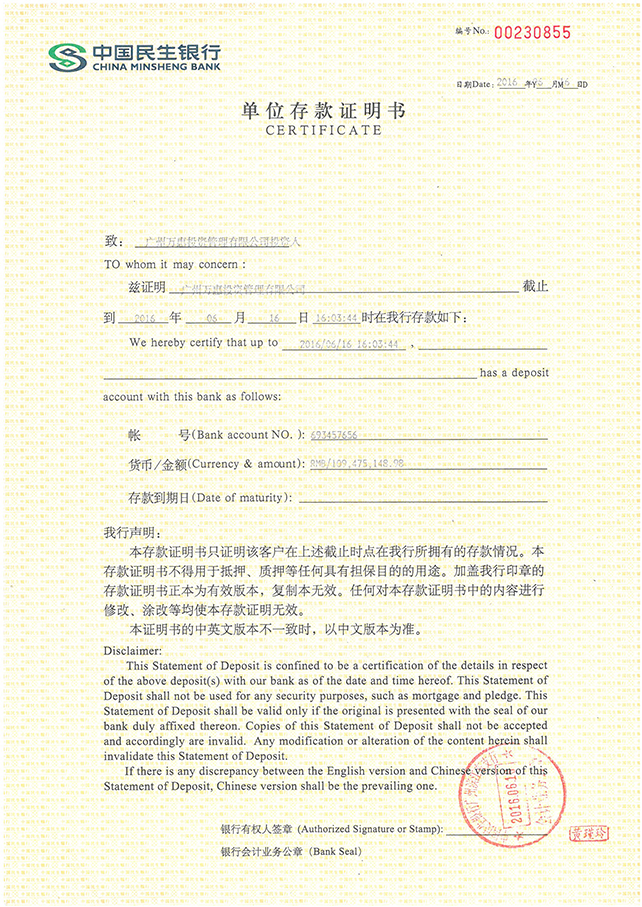 编号No.: 00230855
中国民生银行
CHINA MINSHENG BANK
日期Date: 2016 年Y 06 月M 16 日D
单位存款证明书
CERTIFICATE
致: 广州万惠投资管理有限公司投资人
TO whom it may concern :
兹证明 广州万惠投资管理有限公司 截止
到 2016 年 06 月 16 日 16:03:44 时在我行存款如下:
We hereby certify that up to 2016/06/16 16:03:44 ,
has a deposit
account with this bank as follows:
帐 号(Bank account NO. ): 693457656
货币/金额(Currency & amount): RMB/109,475,148.98
存款到期日(Date of maturity):
我行声明:
本存款证明书只证明该客户在上述截止时点在我行所拥有的存款情况。本
存款证明书不得用于抵押、质押等任何具有担保目的的用途。加盖我行印章的
存款证明书正本为有效版本，复制本无效。任何对本存款证明书中的内容进行
修改、涂改等均使本存款证明无效。
本证明书的中英文版本不一致时，以中文版本为准。
Disclaimer:
This Statement of Deposit is confined to be a certification of the details in respect
of the above deposit(s) with our bank as of the date and time hereof. This Statement of
Deposit shall not be used for any security purposes, such as mortgage and pledge. This
Statement of Deposit shall be valid only if the original is presented with the seal of our
bank duly affixed thereon. Copies of this Statement of Deposit shall not be accepted
and accordingly are invalid. Any modification or alteration of the content herein shall
invalidate this Statement of Deposit.
If there is any discrepancy between the English version and Chinese version of this
Statement of Deposit, Chinese version shall be the prevailing one.
2016.06.16
银行有权人签章 (Authorized Signature or Stamp):
黄瑛玲
银行会计业务公章 (Bank Seal)